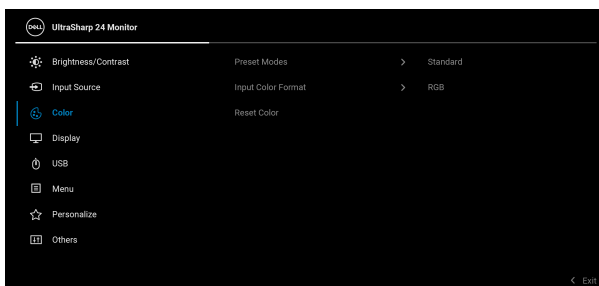 DELL UltraSharp 24 Monitor
Brightness/Contrast Preset Modes > Standard
Input Source Input Color Format > RGB
Color Reset Color
Display
USB
Menu
Personalize
Others
< Exit